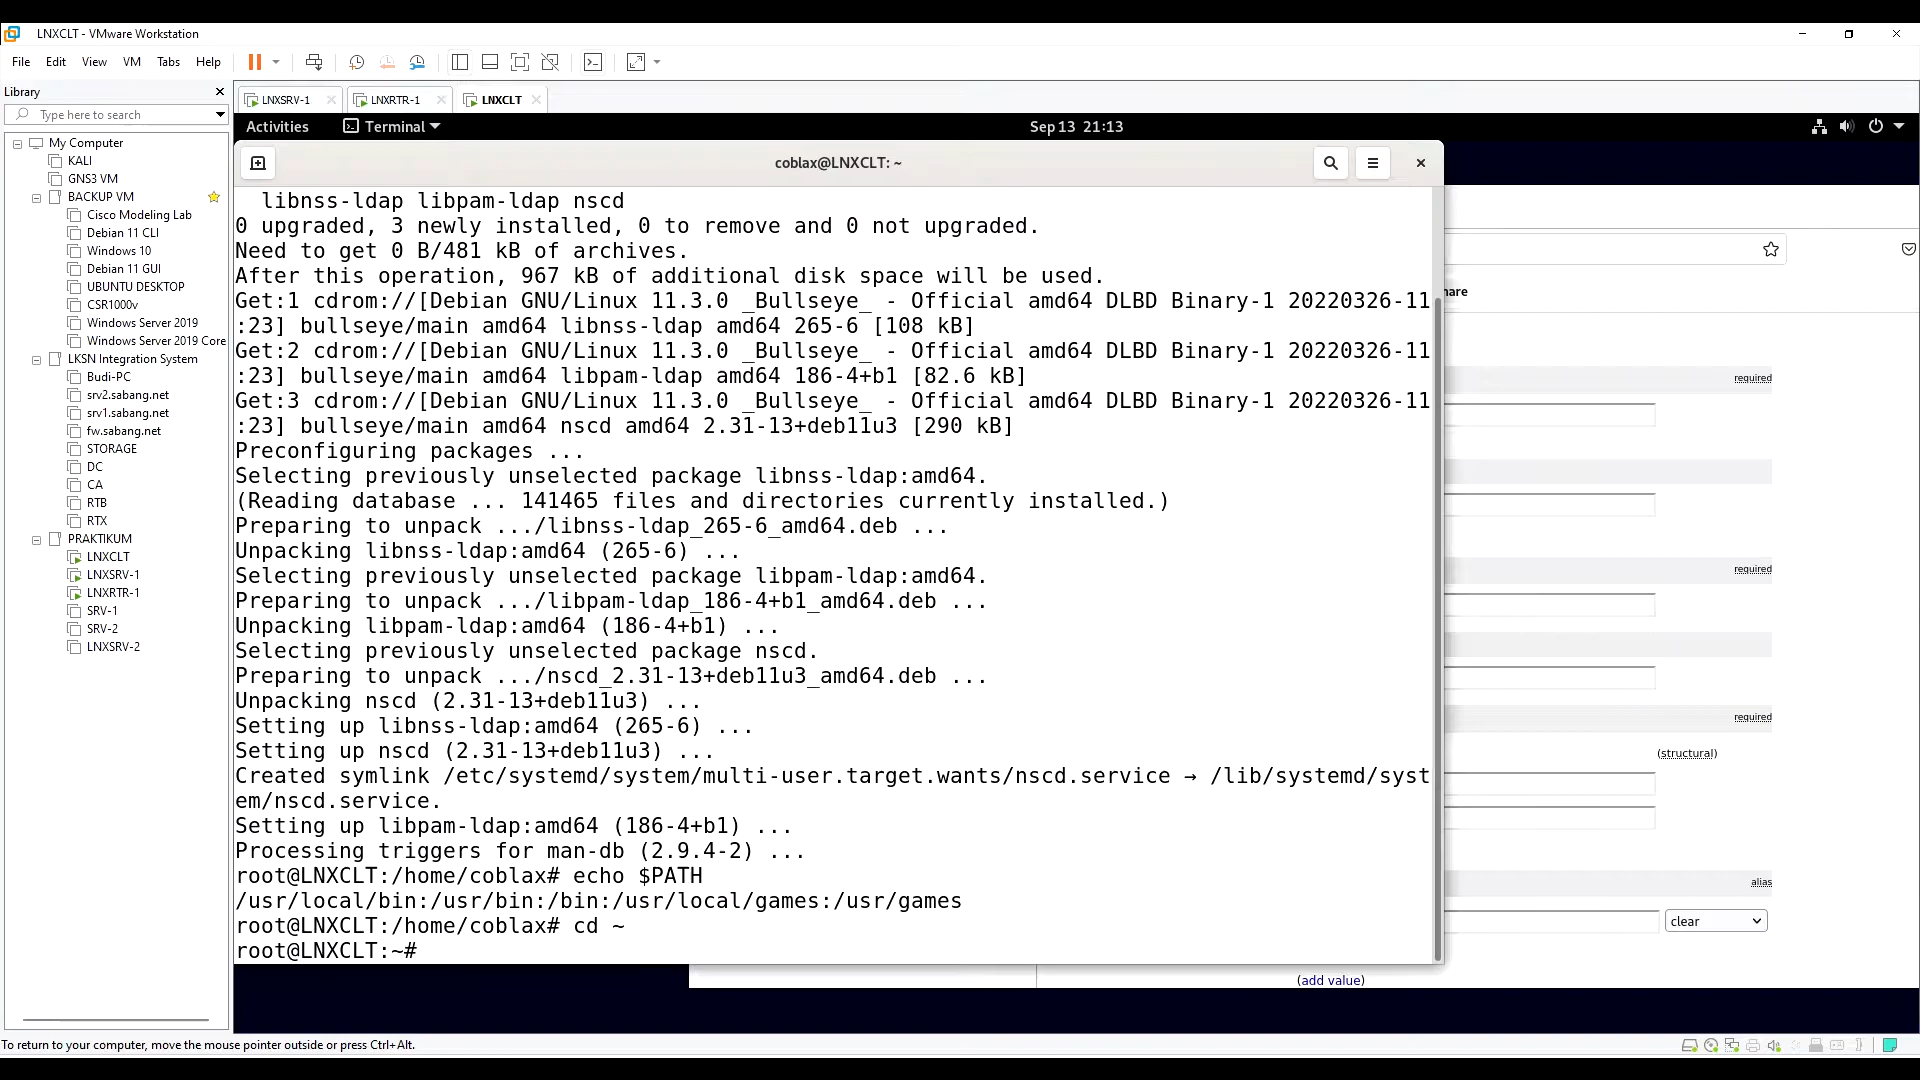 LNXCLT - VMware Workstation
File Edit View VM Tabs Help
Library
Type here to search
My Computer
KALI
GNS3 VM
BACKUP VM
Cisco Modeling Lab
Debian 11 CLI
Windows 10
Debian 11 GUI
UBUNTU DESKTOP
CSR1000v
Windows Server 2019
Windows Server 2019 Core
LKSN Integration System
Budi-PC
srv2.sabang.net
srv1.sabang.net
fw.sabang.net
STORAGE
DC
CA
RTB
RTX
PRAKTIKUM
LNXCLT
LNXSRV-1
LNXRTR-1
SRV-1
SRV-2
LNXSRV-2
LNXSRV-1 LNXRTR-1 LNXCLT
Activities Terminal Sep 13 21:13
coblax@LNXCLT: ~
libnss-ldap libpam-ldap nscd
0 upgraded, 3 newly installed, 0 to remove and 0 not upgraded.
Need to get 0 B/481 kB of archives.
After this operation, 967 kB of additional disk space will be used.
Get:1 cdrom://[Debian GNU/Linux 11.3.0 _Bullseye_ - Official amd64 DLBD Binary-1 20220326-11
:23] bullseye/main amd64 libnss-ldap amd64 265-6 [108 kB]
Get:2 cdrom://[Debian GNU/Linux 11.3.0 _Bullseye_ - Official amd64 DLBD Binary-1 20220326-11
:23] bullseye/main amd64 libpam-ldap amd64 186-4+b1 [82.6 kB]
Get:3 cdrom://[Debian GNU/Linux 11.3.0 _Bullseye_ - Official amd64 DLBD Binary-1 20220326-11
:23] bullseye/main amd64 nscd amd64 2.31-13+deb11u3 [290 kB]
Preconfiguring packages ...
Selecting previously unselected package libnss-ldap:amd64.
(Reading database ... 141465 files and directories currently installed.)
Preparing to unpack .../libnss-ldap_265-6_amd64.deb ...
Unpacking libnss-ldap:amd64 (265-6) ...
Selecting previously unselected package libpam-ldap:amd64.
Preparing to unpack .../libpam-ldap_186-4+b1_amd64.deb ...
Unpacking libpam-ldap:amd64 (186-4+b1) ...
Selecting previously unselected package nscd.
Preparing to unpack .../nscd_2.31-13+deb11u3_amd64.deb ...
Unpacking nscd (2.31-13+deb11u3) ...
Setting up libnss-ldap:amd64 (265-6) ...
Setting up nscd (2.31-13+deb11u3) ...
Created symlink /etc/systemd/system/multi-user.target.wants/nscd.service → /lib/systemd/syst
em/nscd.service.
Setting up libpam-ldap:amd64 (186-4+b1) ...
Processing triggers for man-db (2.9.4-2) ...
root@LNXCLT:/home/coblax# echo $PATH
/usr/local/bin:/usr/bin:/bin:/usr/local/games:/usr/games
root@LNXCLT:/home/coblax# cd ~
root@LNXCLT:~#
hare
required
required
required
(structural)
alias
clear
(add value)
To return to your computer, move the mouse pointer outside or press Ctrl+Alt.